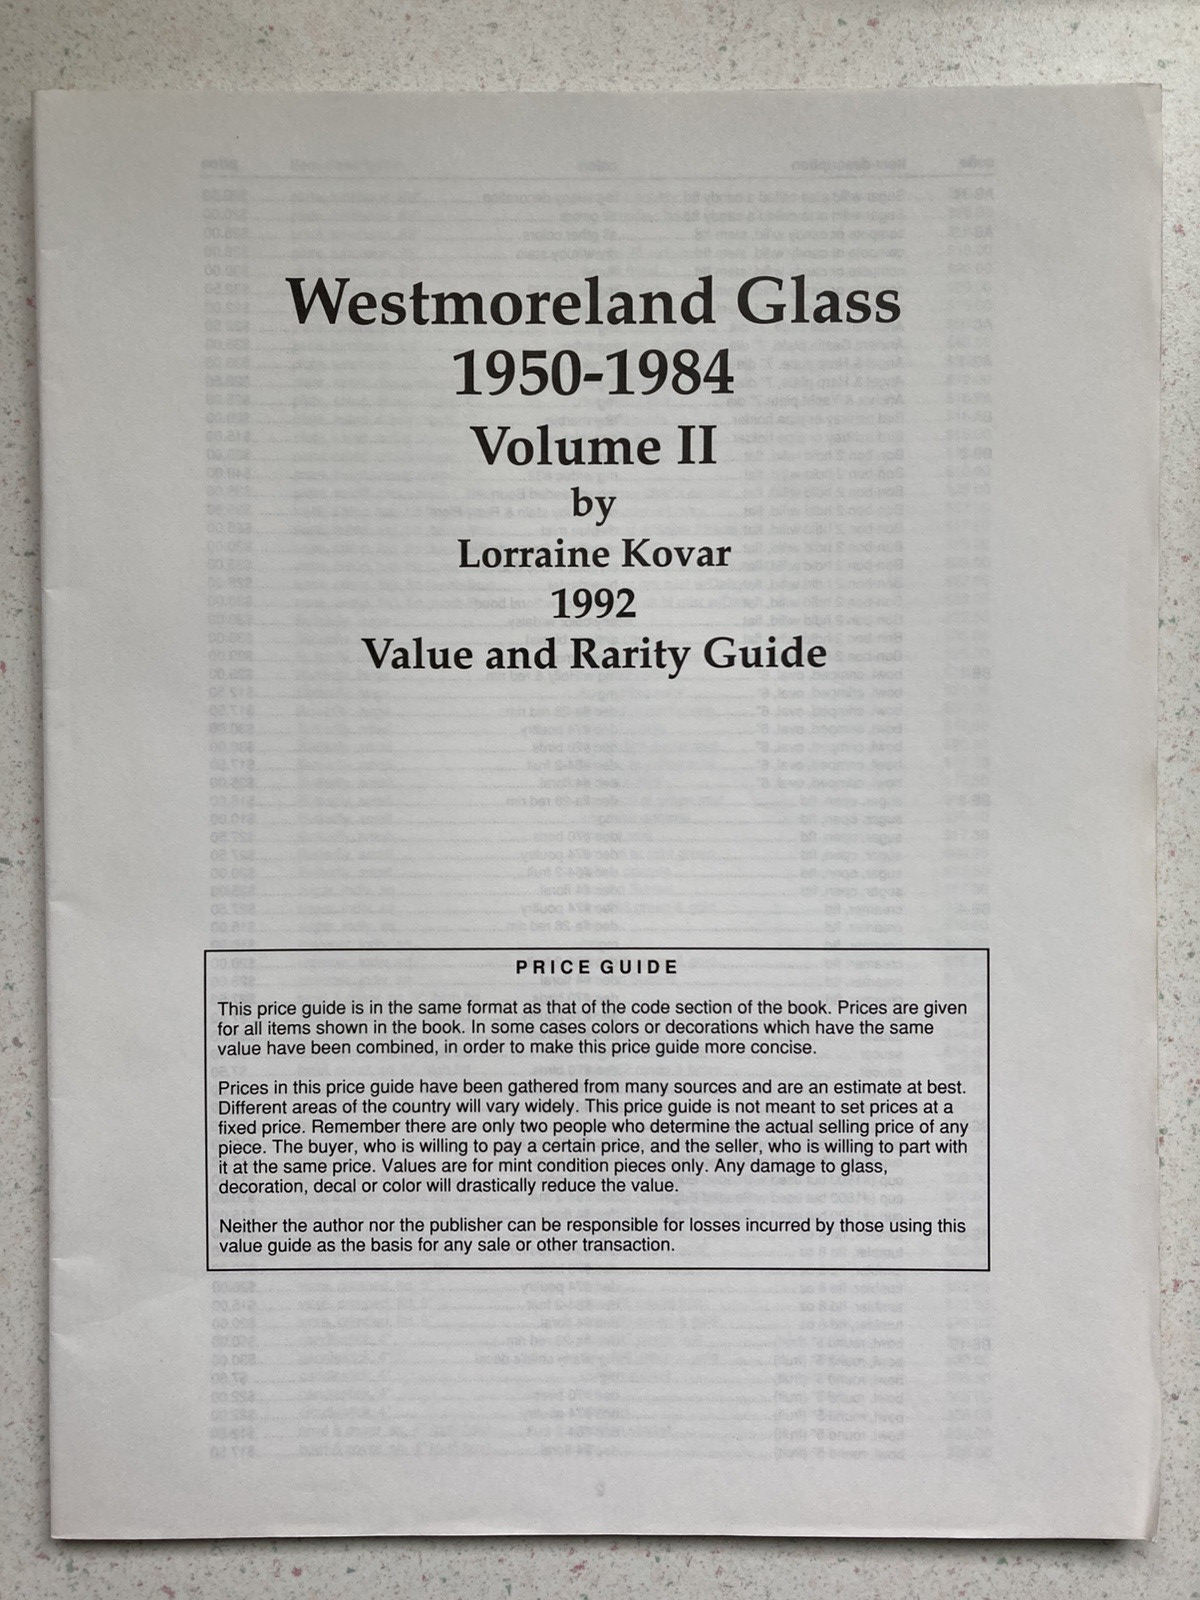 Westmoreland Glass
1950-1984
Volume II
by
Lorraine Kovar
1992
Value and Rarity Guide
PRICE GUIDE
This price guide is in the same format as that of the code section of the book. Prices are given
for all items shown in the book. In some cases colors or decorations which have the same
value have been combined, in order to make this price guide more concise.
Prices in this price guide have been gathered from many sources and are an estimate at best.
Different areas of the country will vary widely. This price guide is not meant to set prices at a
fixed price. Remember there are only two people who determine the actual selling price of any
piece. The buyer, who is willing to pay a certain price, and the seller, who is willing to part with
it at the same price. Values are for mint condition pieces only. Any damage to glass,
decoration, decal or color will drastically reduce the value.
Neither the author nor the publisher can be responsible for losses incurred by those using this
value guide as the basis for any sale or other transaction.